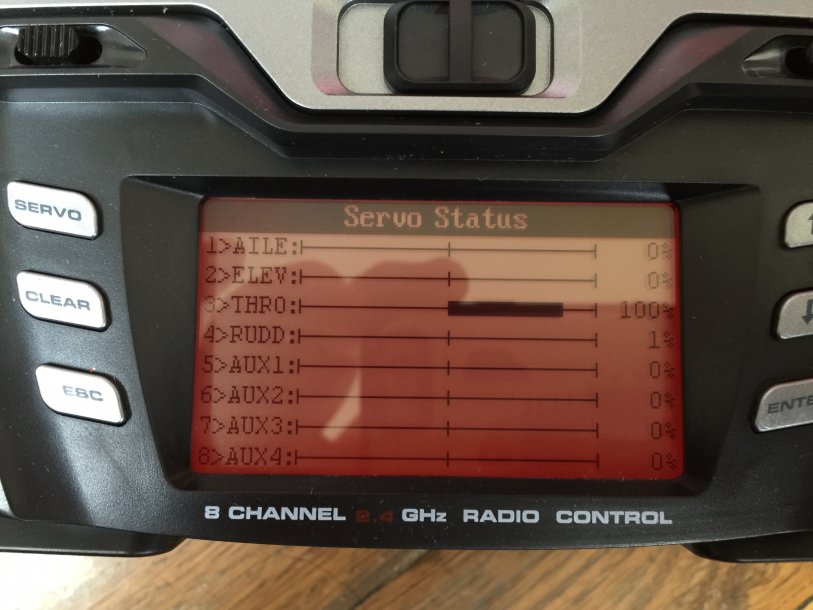 SERVO
CLEAR
ESC
Servo Status
1>AILE: 0%
2>ELEV: 0%
3>THRO: 100%
4>RUDD: 1%
5>AUX1: 0%
6>AUX2: 0%
7>AUX3: 0%
8>AUX4: 0%
ENTE
8 CHANNEL 2.4 GHz RADIO CONTROL